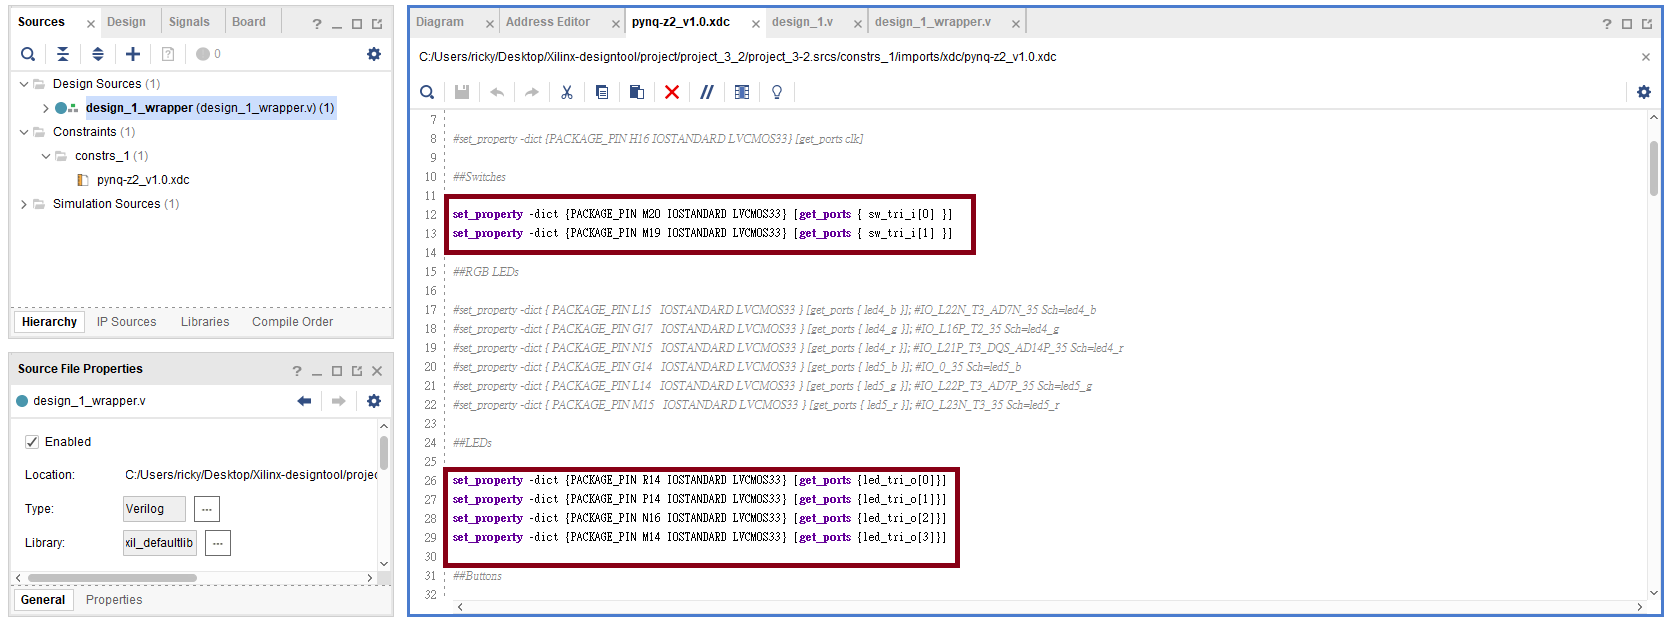 Sources
Design
Signals
Board
0
Design Sources (1)
design_1_wrapper (design_1_wrapper.v) (1)
Constraints (1)
constrs_1 (1)
pynq-z2_v1.0.xdc
Simulation Sources (1)
Hierarchy
IP Sources
Libraries
Compile Order
Source File Properties
design_1_wrapper.v
Enabled
Location: C:/Users/ricky/Desktop/Xilinx-designtool/projec
Type: Verilog
Library: xil_defaultlib
General
Properties
Diagram
Address Editor
pynq-z2_v1.0.xdc
design_1.v
design_1_wrapper.v
C:/Users/ricky/Desktop/Xilinx-designtool/project/project_3_2/project_3-2.srcs/constrs_1/imports/xdc/pynq-z2_v1.0.xdc
7
8 #set_property -dict {PACKAGE_PIN H16 IOSTANDARD LVCMOS33} [get_ports clk]
9
10 ##Switches
11
12 set_property -dict {PACKAGE_PIN M20 IOSTANDARD LVCMOS33} [get_ports { sw_tri_i[0] }]
13 set_property -dict {PACKAGE_PIN M19 IOSTANDARD LVCMOS33} [get_ports { sw_tri_i[1] }]
14
15 ##RGB LEDs
16
17 #set_property -dict { PACKAGE_PIN L15 IOSTANDARD LVCMOS33 } [get_ports { led4_b }]; #IO_L22N_T3_AD7N_35 Sch=led4_b
18 #set_property -dict { PACKAGE_PIN G17 IOSTANDARD LVCMOS33 } [get_ports { led4_g }]; #IO_L16P_T2_35 Sch=led4_g
19 #set_property -dict { PACKAGE_PIN N15 IOSTANDARD LVCMOS33 } [get_ports { led4_r }]; #IO_L21P_T3_DQS_AD14P_35 Sch=led4_r
20 #set_property -dict { PACKAGE_PIN G14 IOSTANDARD LVCMOS33 } [get_ports { led5_b }]; #IO_0_35 Sch=led5_b
21 #set_property -dict { PACKAGE_PIN L14 IOSTANDARD LVCMOS33 } [get_ports { led5_g }]; #IO_L22P_T3_AD7P_35 Sch=led5_g
22 #set_property -dict { PACKAGE_PIN M15 IOSTANDARD LVCMOS33 } [get_ports { led5_r }]; #IO_L23N_T3_35 Sch=led5_r
23
24 ##LEDs
25
26 set_property -dict {PACKAGE_PIN R14 IOSTANDARD LVCMOS33} [get_ports {led_tri_o[0]}]
27 set_property -dict {PACKAGE_PIN P14 IOSTANDARD LVCMOS33} [get_ports {led_tri_o[1]}]
28 set_property -dict {PACKAGE_PIN N16 IOSTANDARD LVCMOS33} [get_ports {led_tri_o[2]}]
29 set_property -dict {PACKAGE_PIN M14 IOSTANDARD LVCMOS33} [get_ports {led_tri_o[3]}]
30
31 ##Buttons
32